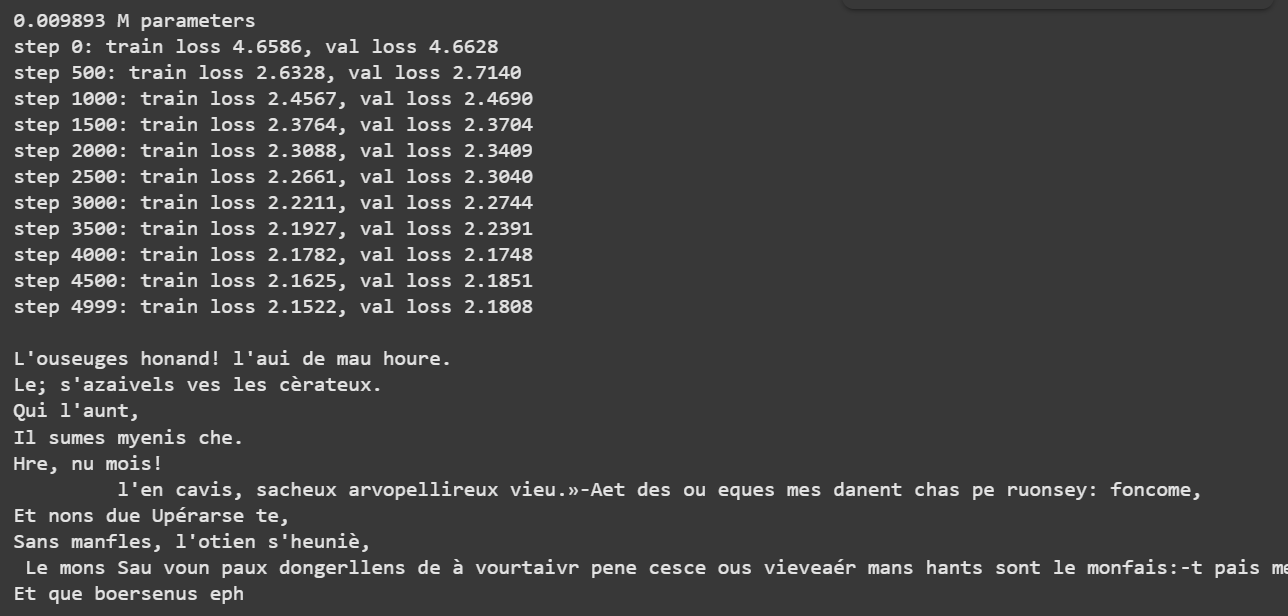 0.009893 M parameters
step 0: train loss 4.6586, val loss 4.6628
step 500: train loss 2.6328, val loss 2.7140
step 1000: train loss 2.4567, val loss 2.4690
step 1500: train loss 2.3764, val loss 2.3704
step 2000: train loss 2.3088, val loss 2.3409
step 2500: train loss 2.2661, val loss 2.3040
step 3000: train loss 2.2211, val loss 2.2744
step 3500: train loss 2.1927, val loss 2.2391
step 4000: train loss 2.1782, val loss 2.1748
step 4500: train loss 2.1625, val loss 2.1851
step 4999: train loss 2.1522, val loss 2.1808
L'ouseuges honand! l'aui de mau houre.
Le; s'azaivels ves les cèrateux.
Qui l'aunt,
Il sumes myenis che.
Hre, nu mois!
l'en cavis, sacheux arvopellireux vieu.»-Aet des ou eques mes danent chas pe ruonsey: foncome,
Et nons due Upérarse te,
Sans manfles, l'otien s'heuniè,
Le mons Sau voun paux dongerllens de à vourtaivr pene cesce ous vieveaér mans hants sont le monfais:-t pais me
Et que boersenus eph